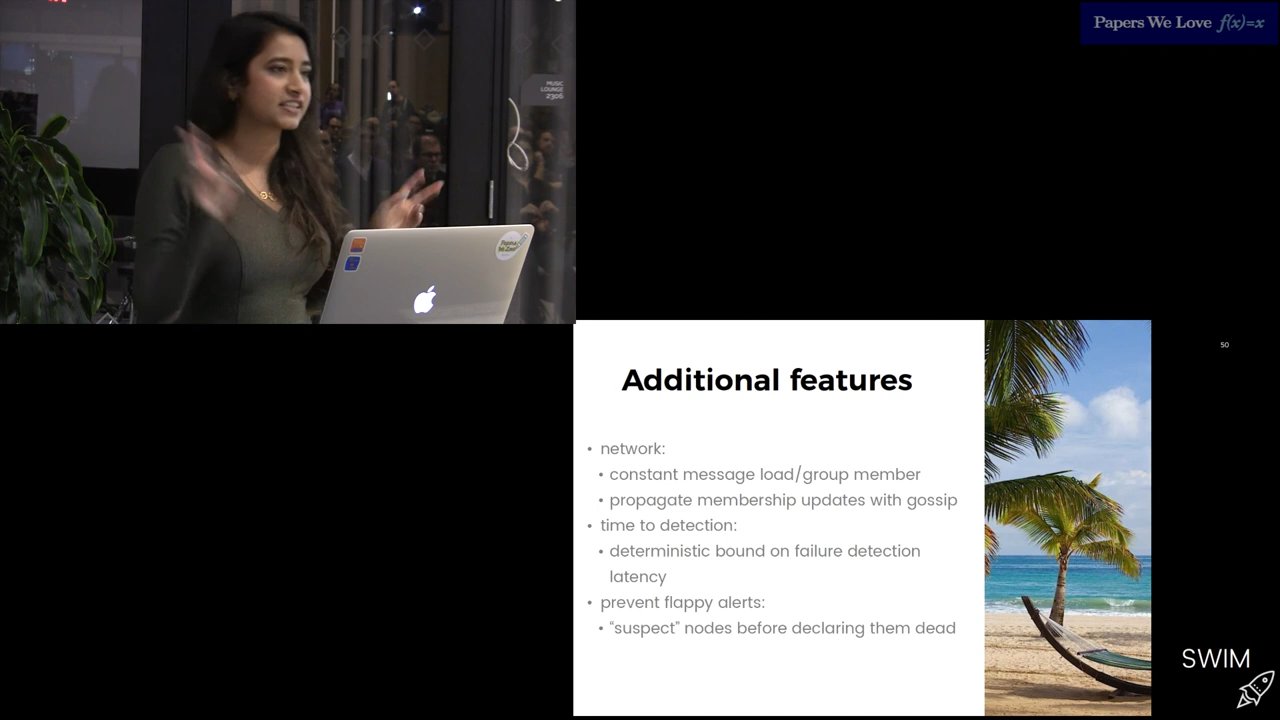 Papers We Love f(x)=x
MUSIC
LOUNGE
2306
50
Additional features
• network:
• constant message load/group member
• propagate membership updates with gossip
• time to detection:
• deterministic bound on failure detection
latency
• prevent flappy alerts:
• “suspect” nodes before declaring them dead
SWIM